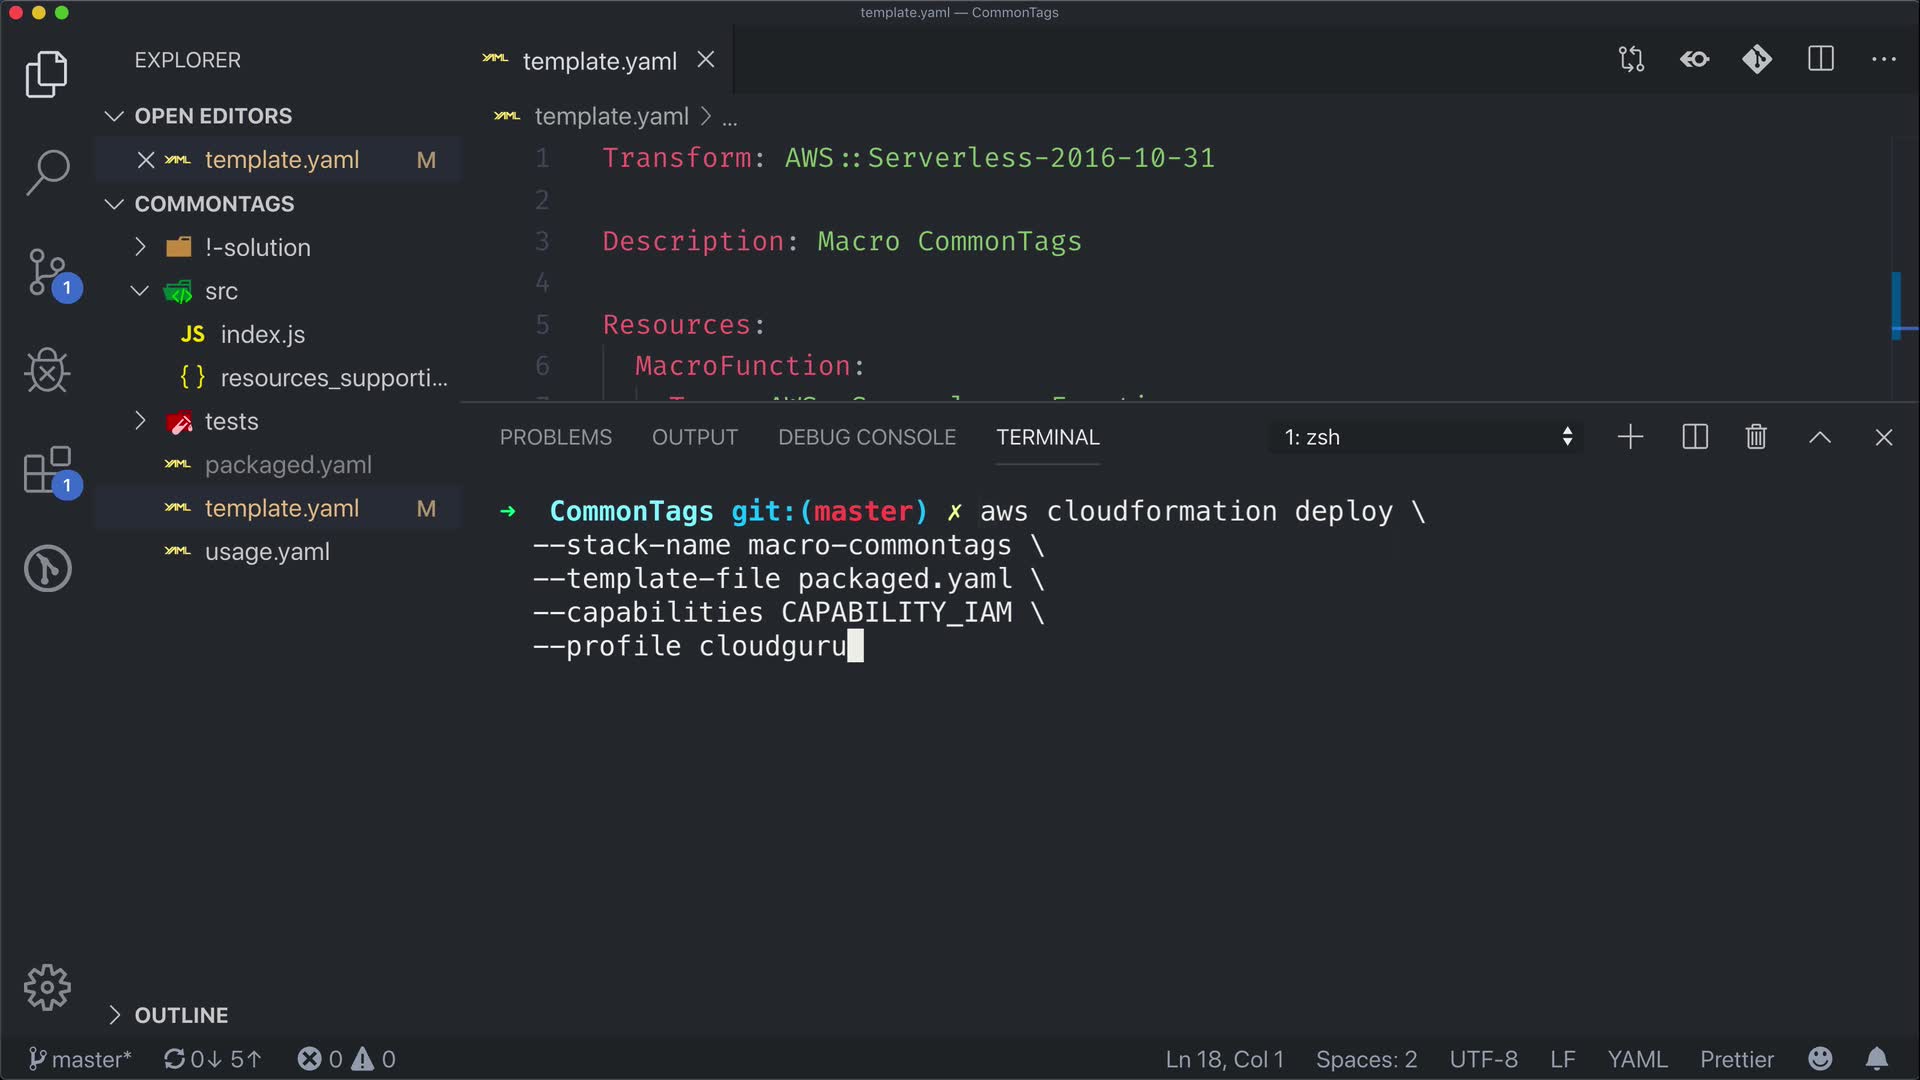 template.yaml — CommonTags
EXPLORER
OPEN EDITORS
template.yaml M
COMMONTAGS
!-solution
src
JS index.js
{} resources_supporti...
tests
packaged.yaml
template.yaml M
usage.yaml
OUTLINE
1
1
template.yaml
template.yaml > ...
1 Transform: AWS::Serverless-2016-10-31
2
3 Description: Macro CommonTags
4
5 Resources:
6 MacroFunction:
PROBLEMS OUTPUT DEBUG CONSOLE TERMINAL 1: zsh
→ CommonTags git:(master) ✗ aws cloudformation deploy \
--stack-name macro-commontags \
--template-file packaged.yaml \
--capabilities CAPABILITY_IAM \
--profile cloudguru
master* 0↓ 5↑ 0 0 Ln 18, Col 1 Spaces: 2 UTF-8 LF YAML Prettier